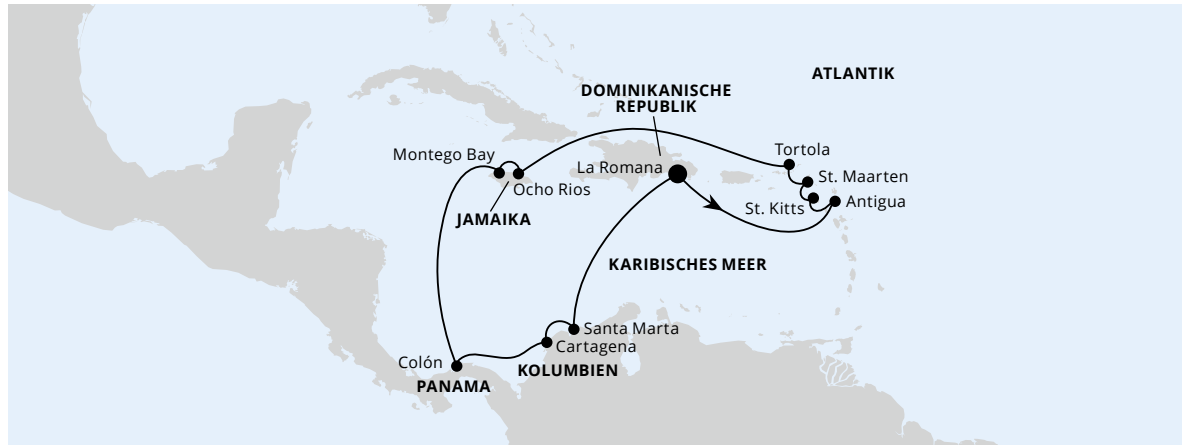 ATLANTIK
DOMINIKANISCHE
REPUBLIK
Montego Bay
Tortola
La Romana
St. Maarten
Ocho Rios
St. Kitts
Antigua
JAMAIKA
KARIBISCHES MEER
Santa Marta
Cartagena
Colón
KOLUMBIEN
PANAMA